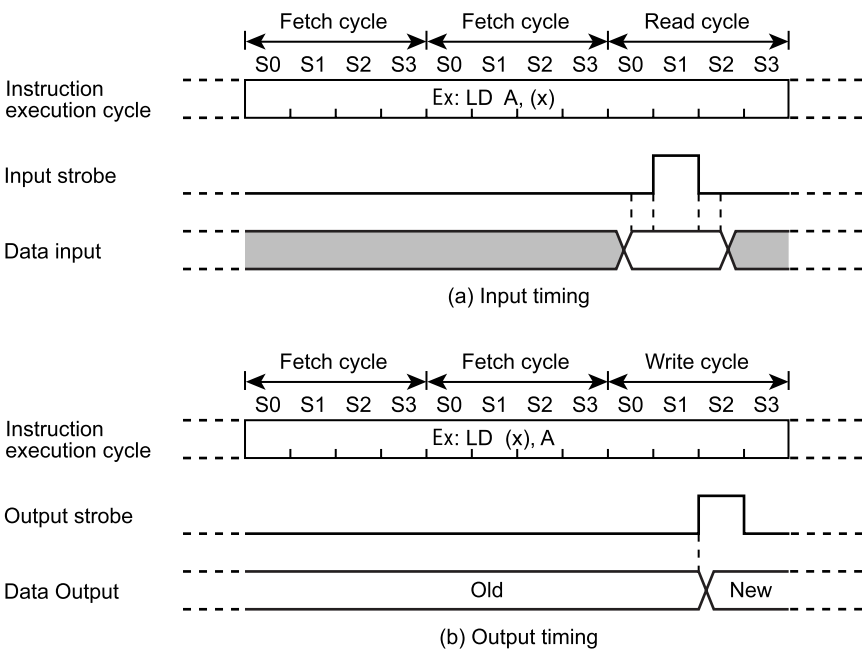 Fetch cycle Fetch cycle Read cycle
S0 S1 S2 S3 S0 S1 S2 S3 S0 S1 S2 S3
Instruction
execution cycle
Ex: LD A, (x)
Input strobe
Data input
(a) Input timing
Fetch cycle Fetch cycle Write cycle
S0 S1 S2 S3 S0 S1 S2 S3 S0 S1 S2 S3
Instruction
execution cycle
Ex: LD (x), A
Output strobe
Data Output Old New
(b) Output timing